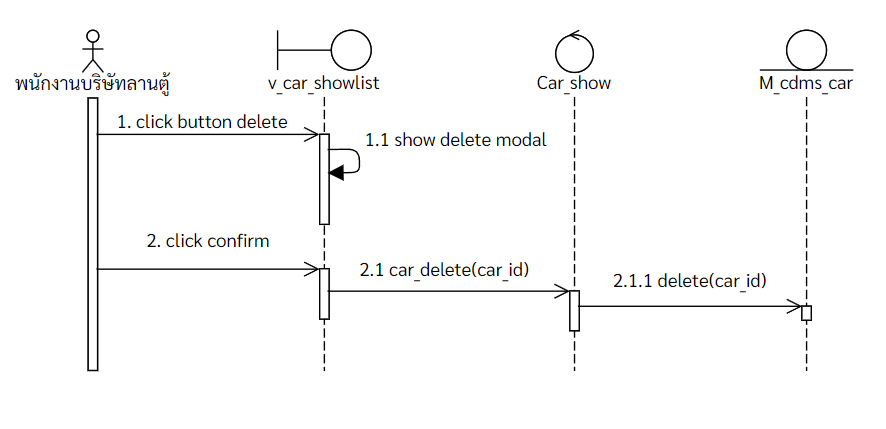 พนักงานบริษัทลานตู้
v_car_showlist
Car_show
M_cdms_car
1. click button delete
1.1 show delete modal
2. click confirm
2.1 car_delete(car_id)
2.1.1 delete(car_id)